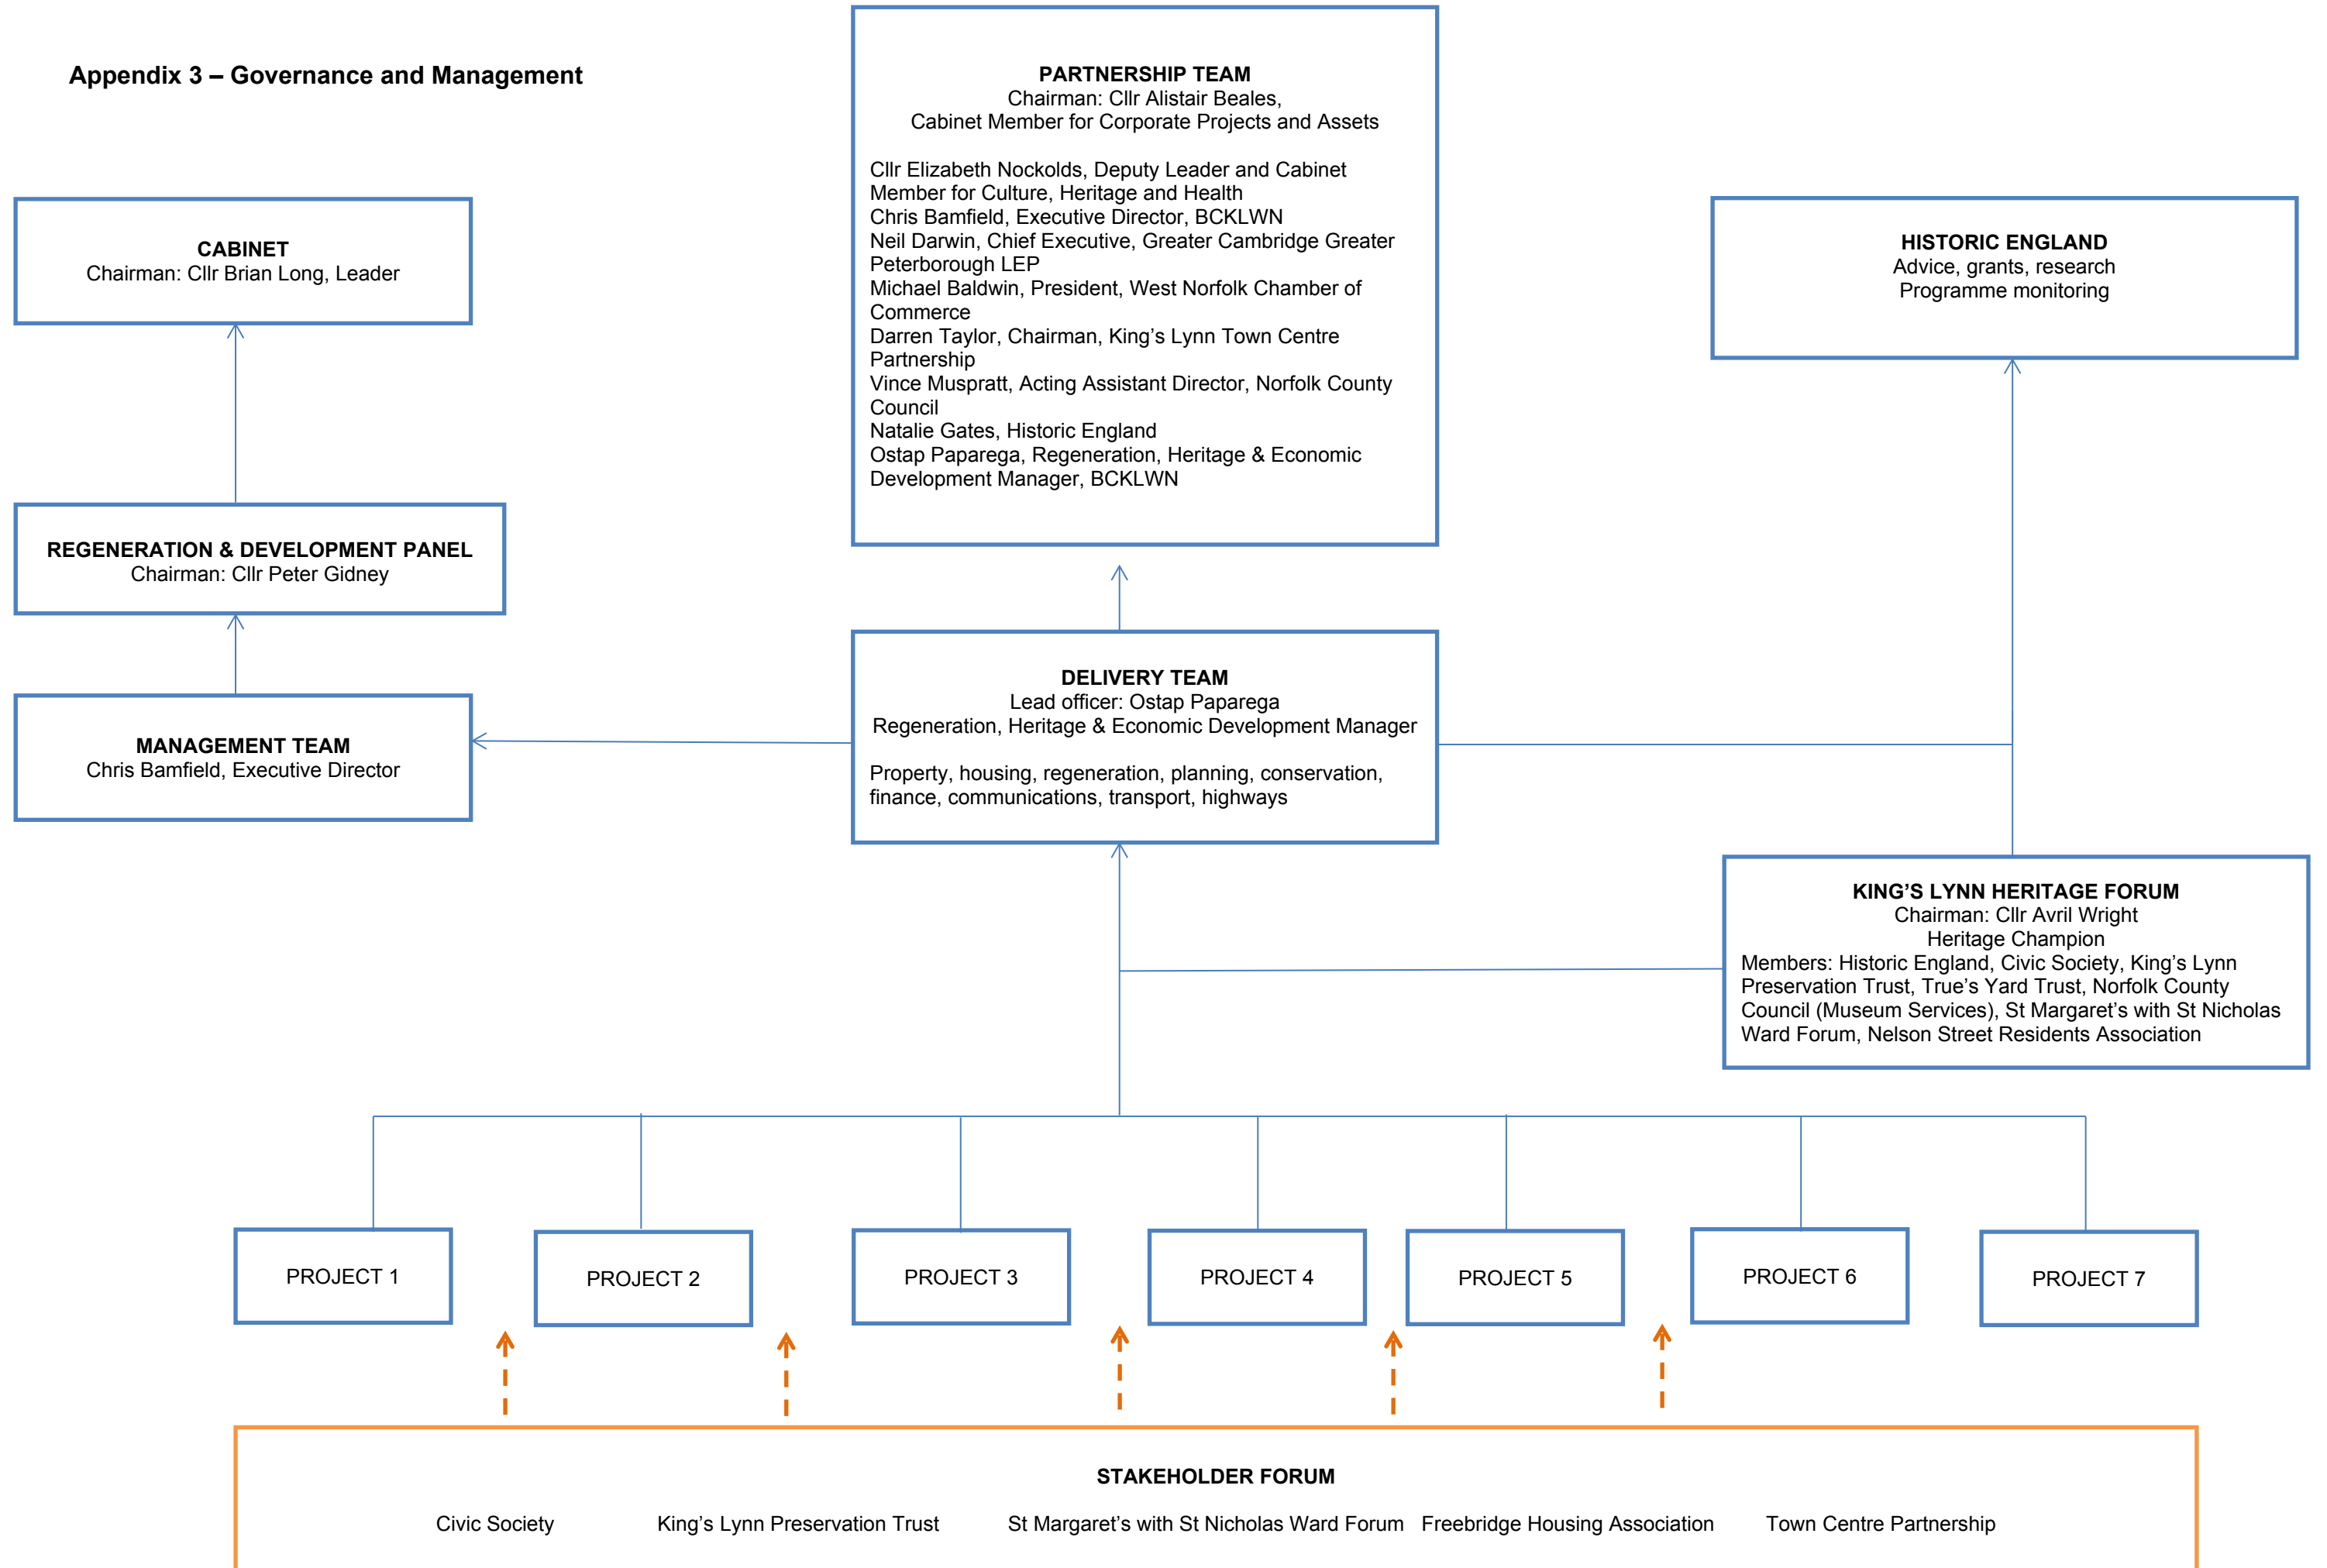 Appendix 3 – Governance and Management
PARTNERSHIP TEAM
Chairman: Cllr Alistair Beales,
Cabinet Member for Corporate Projects and Assets
Cllr Elizabeth Nockolds, Deputy Leader and Cabinet
Member for Culture, Heritage and Health
Chris Bamfield, Executive Director, BCKLWN
Neil Darwin, Chief Executive, Greater Cambridge Greater
Peterborough LEP
Michael Baldwin, President, West Norfolk Chamber of
Commerce
Darren Taylor, Chairman, King’s Lynn Town Centre
Partnership
Vince Muspratt, Acting Assistant Director, Norfolk County
Council
Natalie Gates, Historic England
Ostap Paparega, Regeneration, Heritage & Economic
Development Manager, BCKLWN
CABINET
Chairman: Cllr Brian Long, Leader
HISTORIC ENGLAND
Advice, grants, research
Programme monitoring
REGENERATION & DEVELOPMENT PANEL
Chairman: Cllr Peter Gidney
DELIVERY TEAM
Lead officer: Ostap Paparega
Regeneration, Heritage & Economic Development Manager
Property, housing, regeneration, planning, conservation,
finance, communications, transport, highways
MANAGEMENT TEAM
Chris Bamfield, Executive Director
KING’S LYNN HERITAGE FORUM
Chairman: Cllr Avril Wright
Heritage Champion
Members: Historic England, Civic Society, King’s Lynn
Preservation Trust, True’s Yard Trust, Norfolk County
Council (Museum Services), St Margaret’s with St Nicholas
Ward Forum, Nelson Street Residents Association
PROJECT 1
PROJECT 2
PROJECT 3
PROJECT 4
PROJECT 5
PROJECT 6
PROJECT 7
STAKEHOLDER FORUM
Civic Society King’s Lynn Preservation Trust St Margaret’s with St Nicholas Ward Forum Freebridge Housing Association Town Centre Partnership